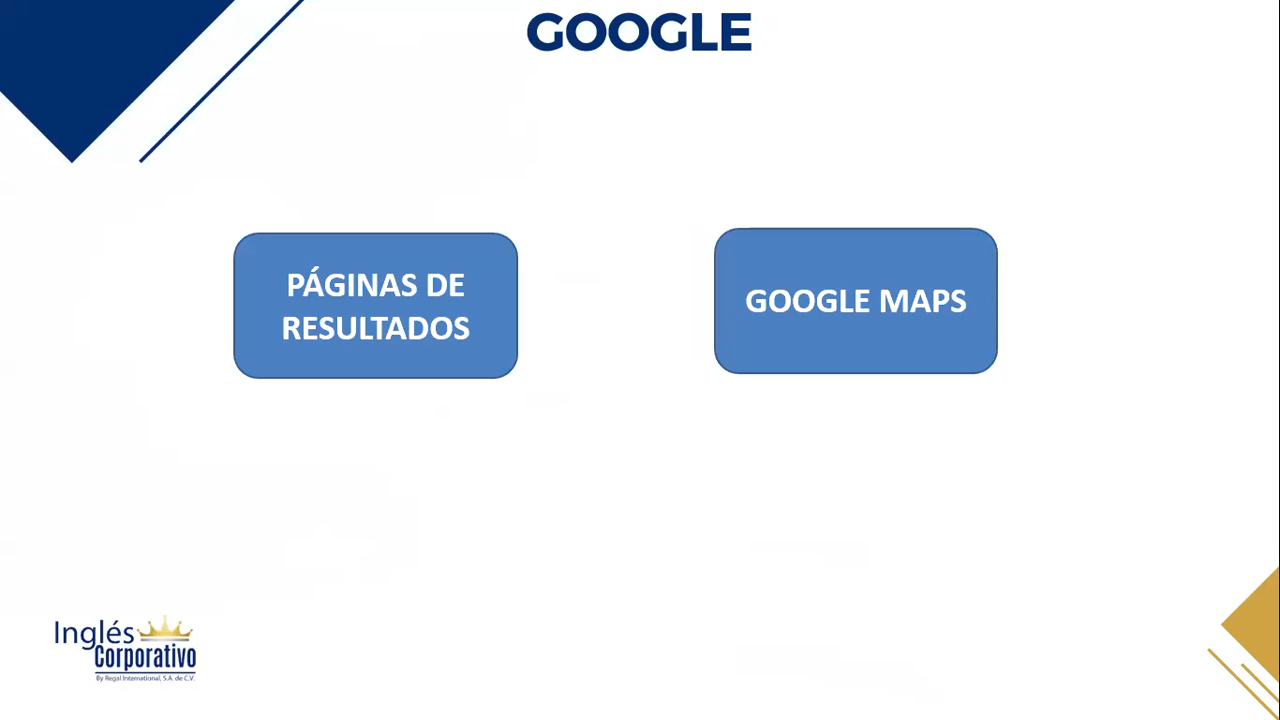 GOOGLE
PÁGINAS DE
RESULTADOS
GOOGLE MAPS
Inglés
Corporativo
By Regal International, S.A. de C.V.